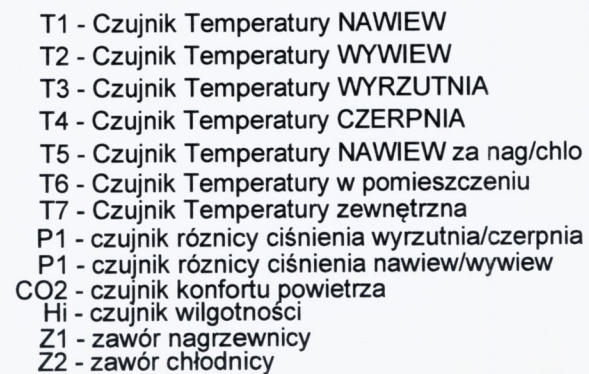 T1 - Czujnik Temperatury NAWIEW
T2 - Czujnik Temperatury WYWIEW
T3 - Czujnik Temperatury WYRZUTNIA
T4 - Czujnik Temperatury CZERPNIA
T5 - Czujnik Temperatury NAWIEW za nag/chlo
T6 - Czujnik Temperatury w pomieszczeniu
T7 - Czujnik Temperatury zewnętrzna
P1 - czujnik róznicy ciśnienia wyrzutnia/czerpnia
P1 - czujnik róznicy ciśnienia nawiew/wywiew
CO2 - czujnik konfortu powietrza
Hi - czujnik wilgotności
Z1 - zawór nagrzewnicy
Z2 - zawór chłodnicy